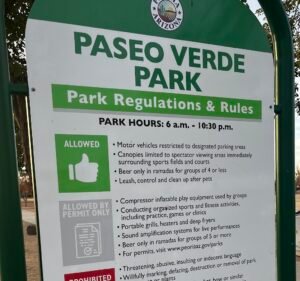 ARIZONA
PASEO VERDE
PARK
Park Regulations & Rules
PARK HOURS: 6 a.m. - 10:30 p.m.
ALLOWED
• Motor vehicles restricted to designated parking areas
• Canopies limited to spectator viewing areas immediately
surrounding sports fields and courts
• Beer only in ramadas for groups of 4 or less
• Leash, control and clean up after pets
ALLOWED BY
PERMIT ONLY
• Compressor inflatable play equipment used by groups
• Conducting organized sports and fitness activities,
including practice, games or clinics
• Portable grills, heaters and deep fryers
• Sound amplification systems for live performances
• Beer only in ramadas for groups of 5 or more
• For permits, visit www.peoriaaz.gov/parks
PROHIBITED
• Threatening, abusive, insulting or indecent language
• Willfully marking, defacing, destruction or removal of park